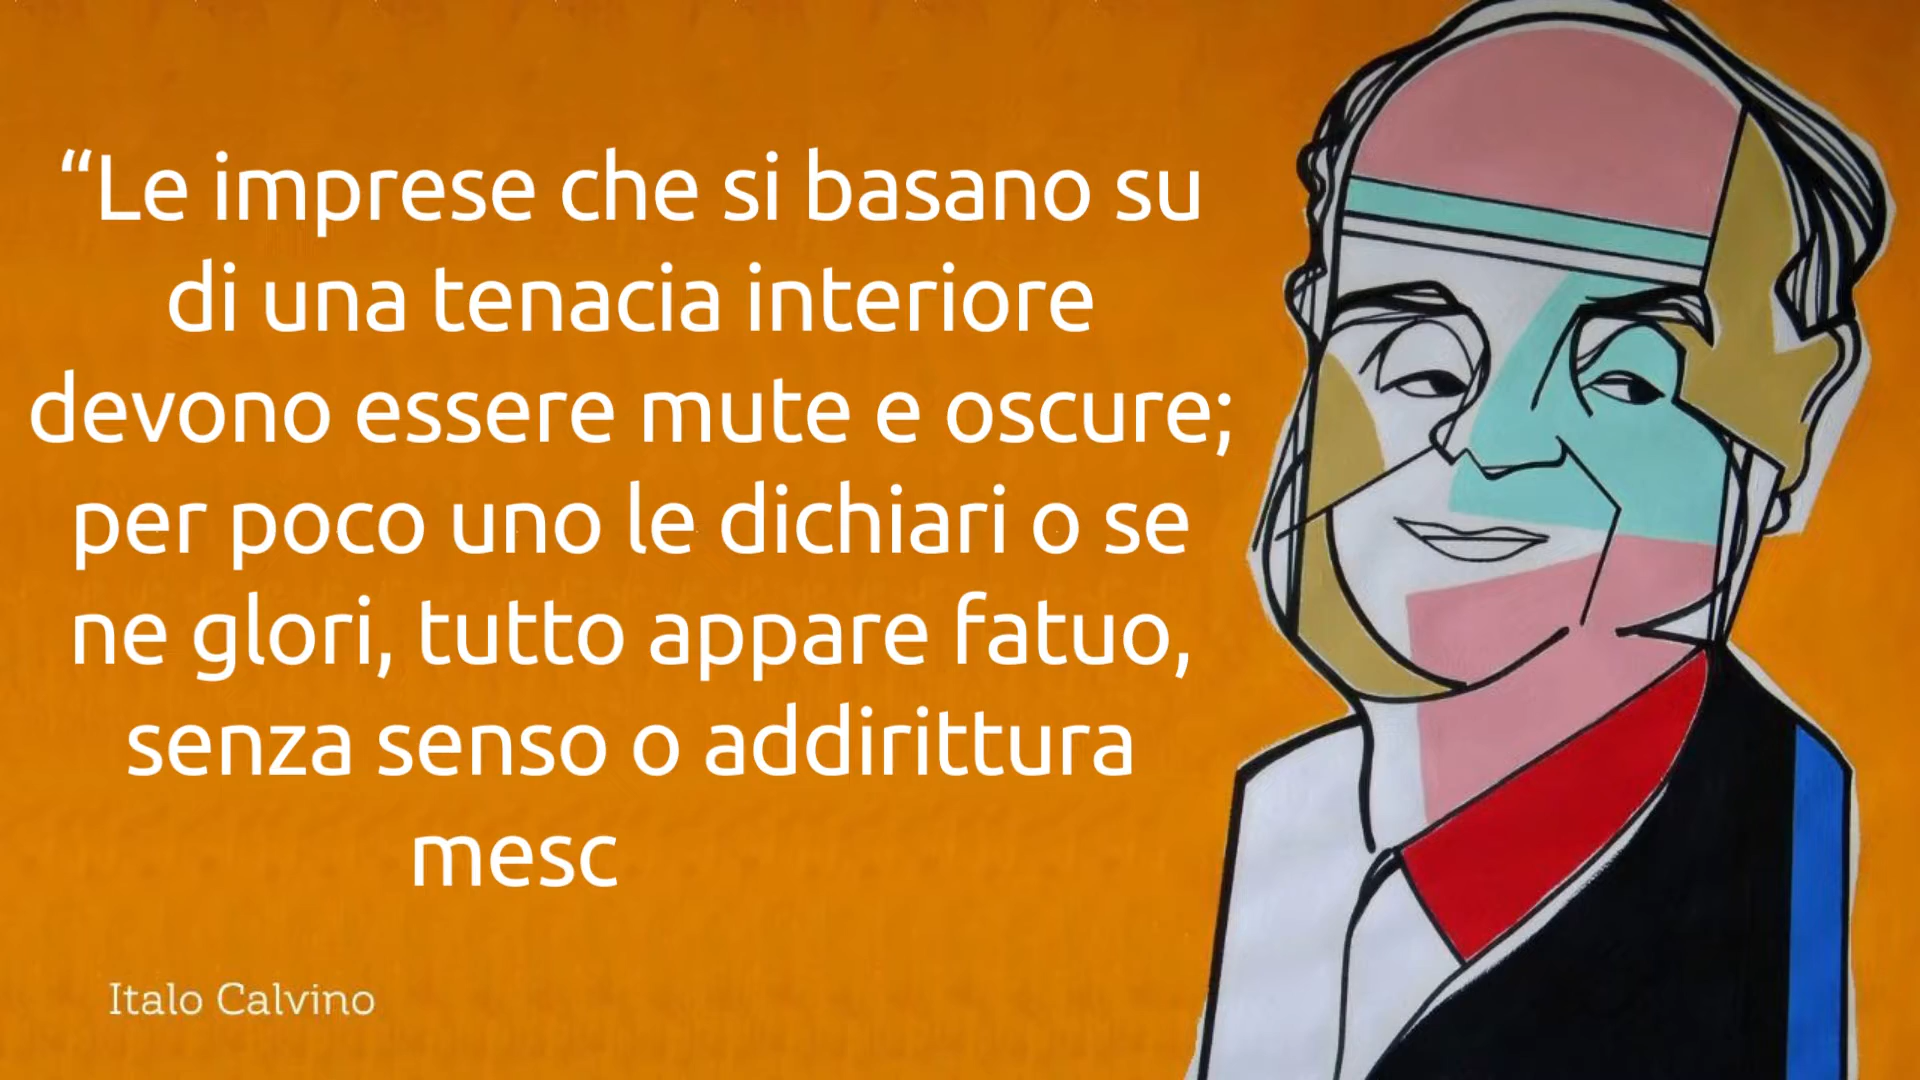 “Le imprese che si basano su
di una tenacia interiore
devono essere mute e oscure;
per poco uno le dichiari o se
ne glori, tutto appare fatuo,
senza senso o addirittura
mesc
Italo Calvino